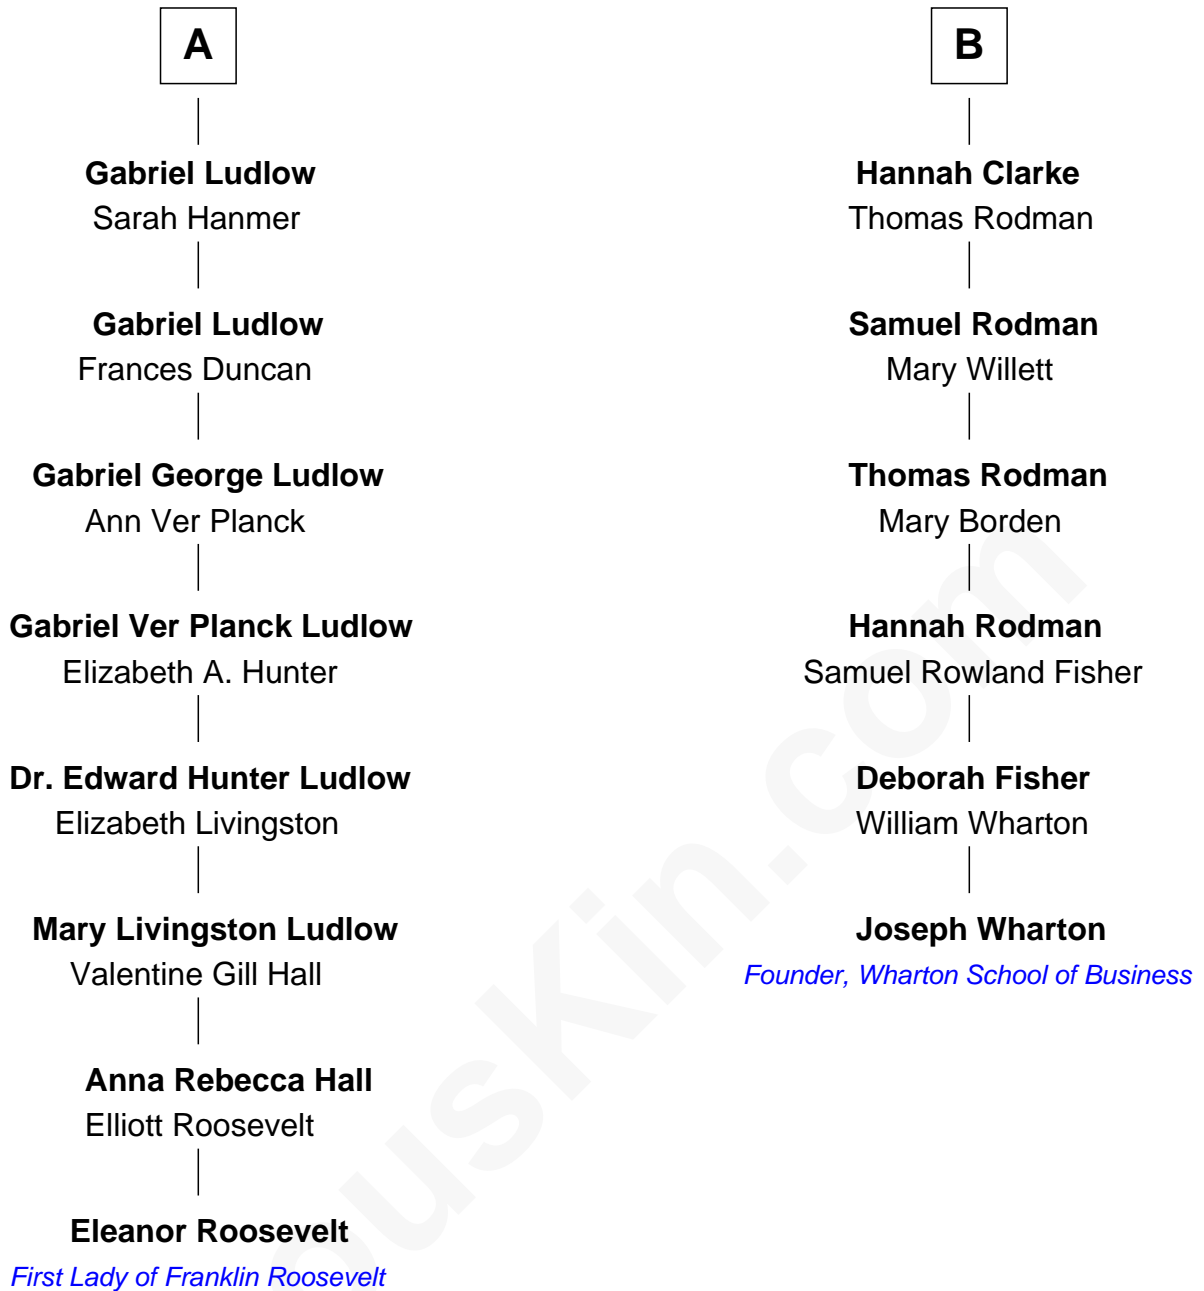 A
Gabriel Ludlow
Sarah Hanmer
Gabriel Ludlow
Frances Duncan
Gabriel George Ludlow
Ann Ver Planck
Gabriel Ver Planck Ludlow
Elizabeth A. Hunter
Dr. Edward Hunter Ludlow
Elizabeth Livingston
Mary Livingston Ludlow
Valentine Gill Hall
Anna Rebecca Hall
Elliott Roosevelt
Eleanor Roosevelt
First Lady of Franklin Roosevelt
B
Hannah Clarke
Thomas Rodman
Samuel Rodman
Mary Willett
Thomas Rodman
Mary Borden
Hannah Rodman
Samuel Rowland Fisher
Deborah Fisher
William Wharton
Joseph Wharton
Founder, Wharton School of Business
ousKin.com